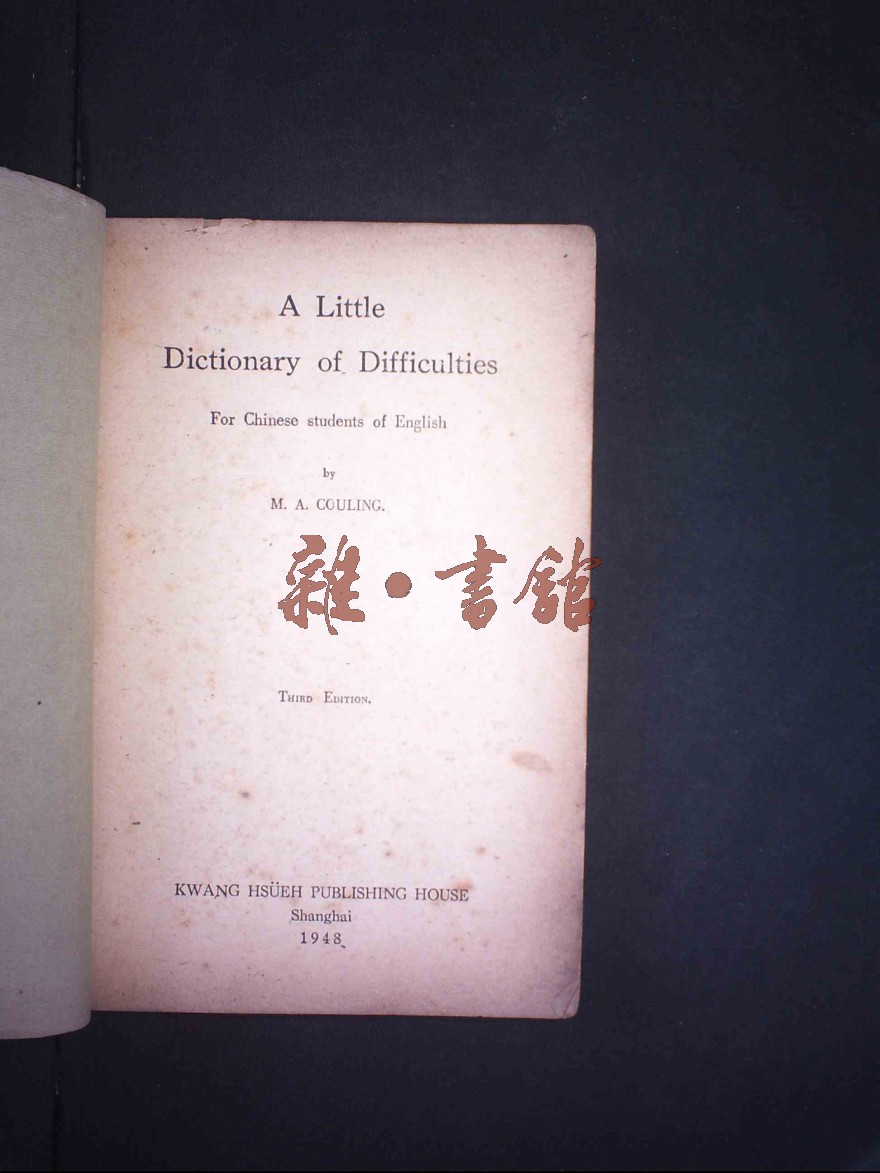 A Little
Dictionary of Difficulties
For Chinese students of English
by
M. A. COULING.
雜·書館
THIRD EDITION.
KWANG HSÜEH PUBLISHING HOUSE
Shanghai
1948